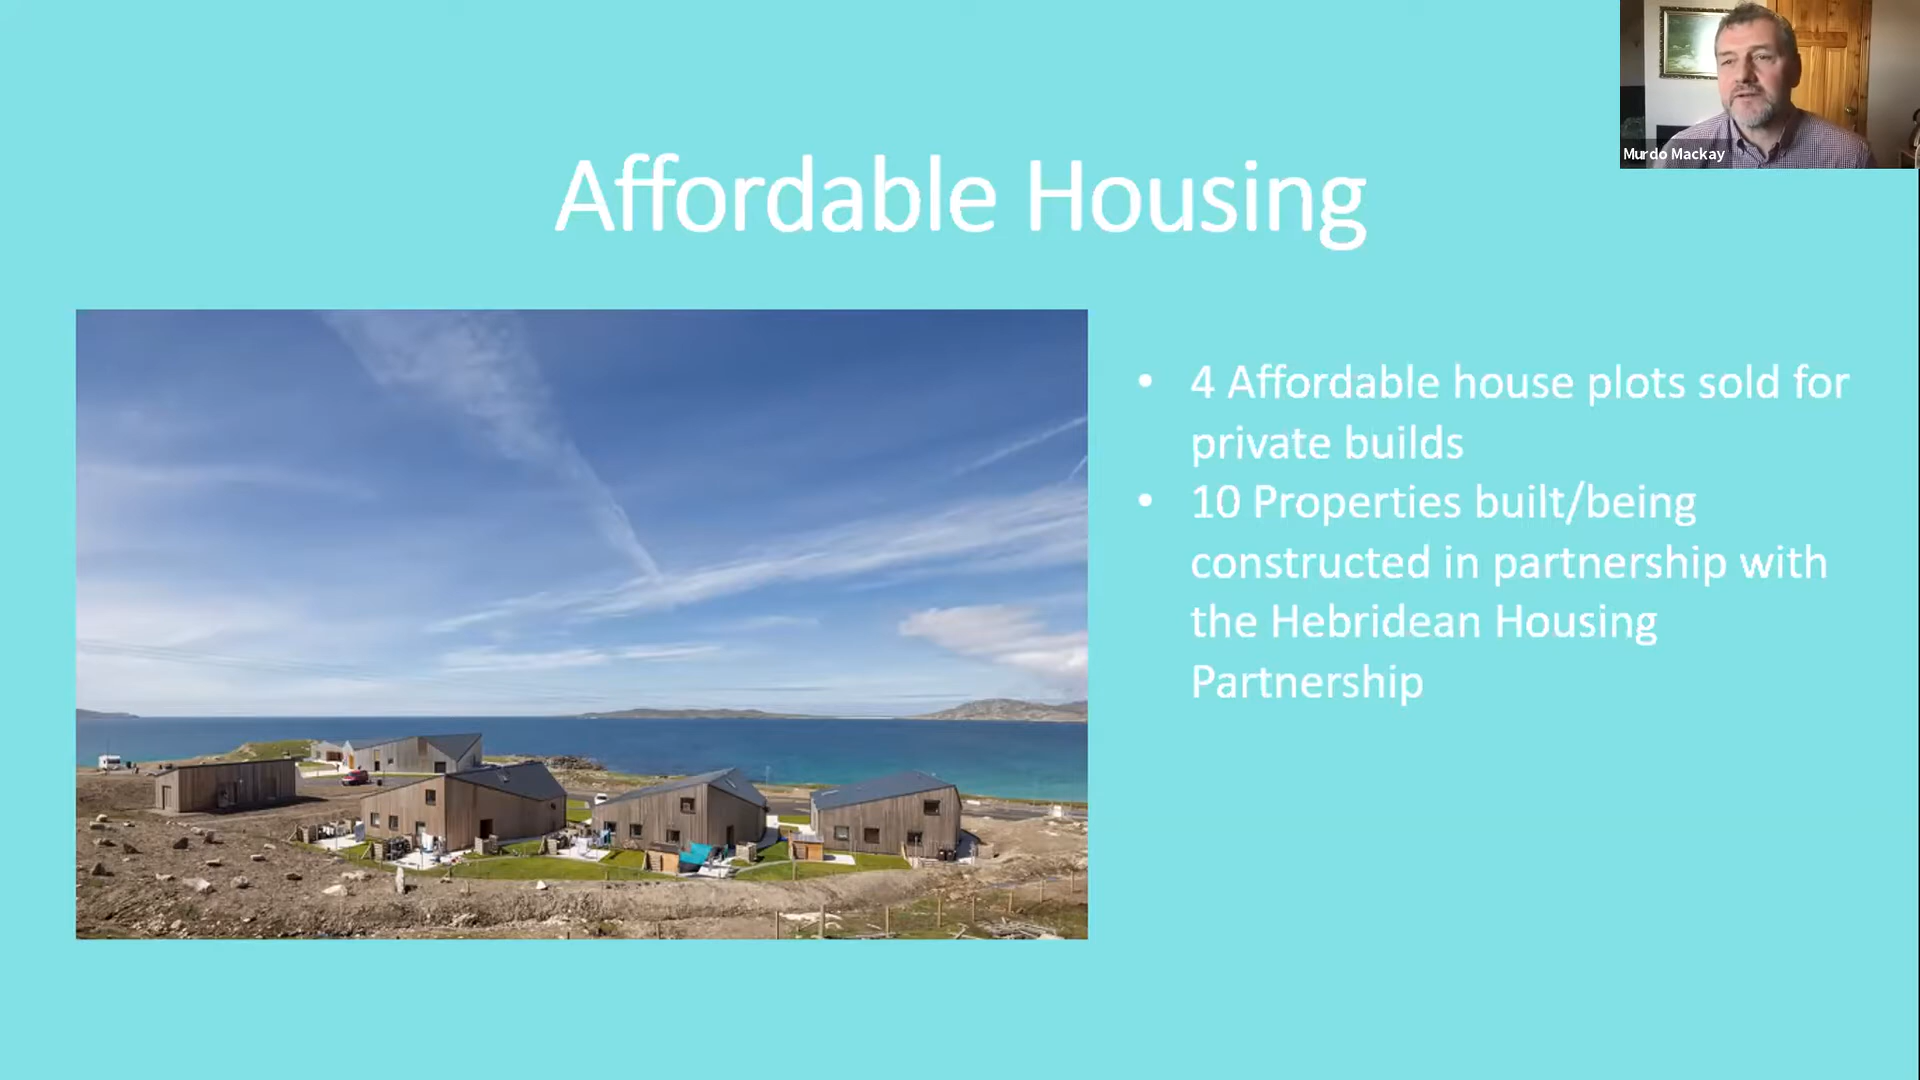 Murdo Mackay
Affordable Housing
• 4 Affordable house plots sold for
private builds
• 10 Properties built/being
constructed in partnership with
the Hebridean Housing
Partnership